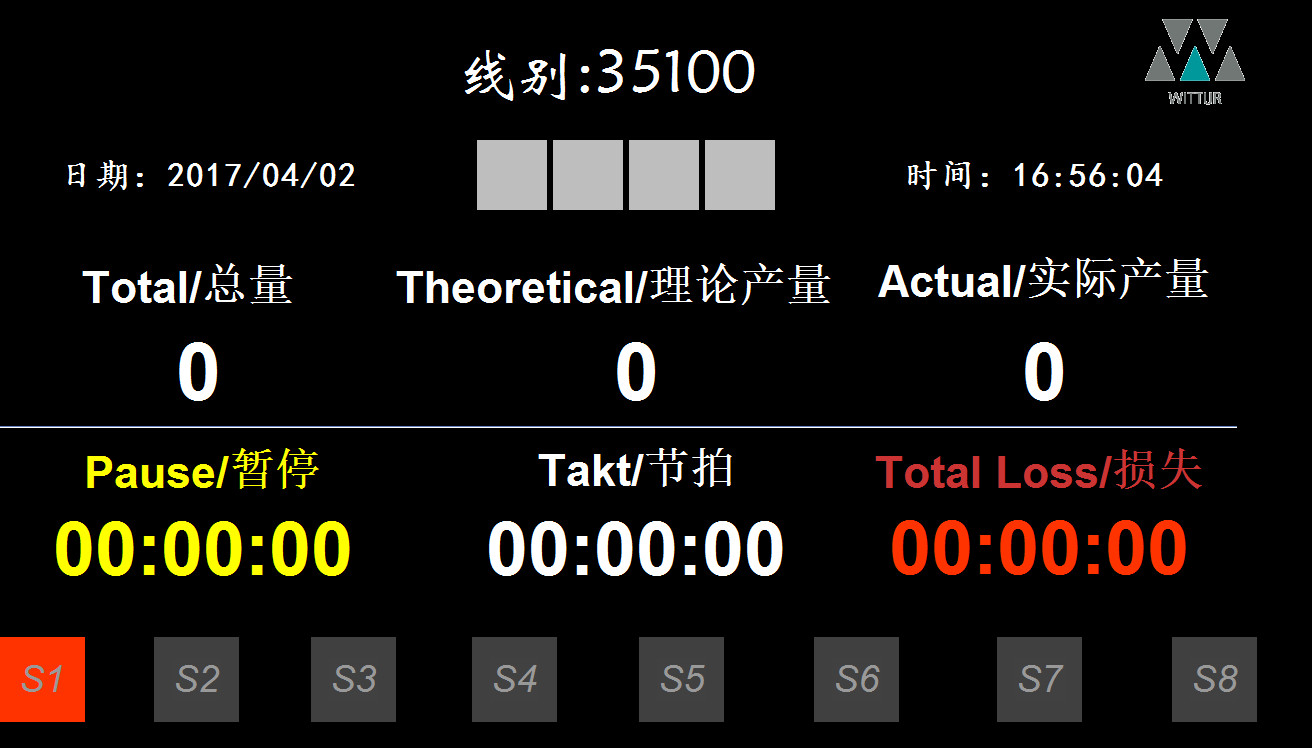 线别:35100
WITTUR
日期：2017/04/02
时间：16:56:04
Total/总量
Theoretical/理论产量
Actual/实际产量
0
0
0
Pause/暂停
Takt/节拍
Total Loss/损失
00:00:00
00:00:00
00:00:00
S1
S2
S3
S4
S5
S6
S7
S8